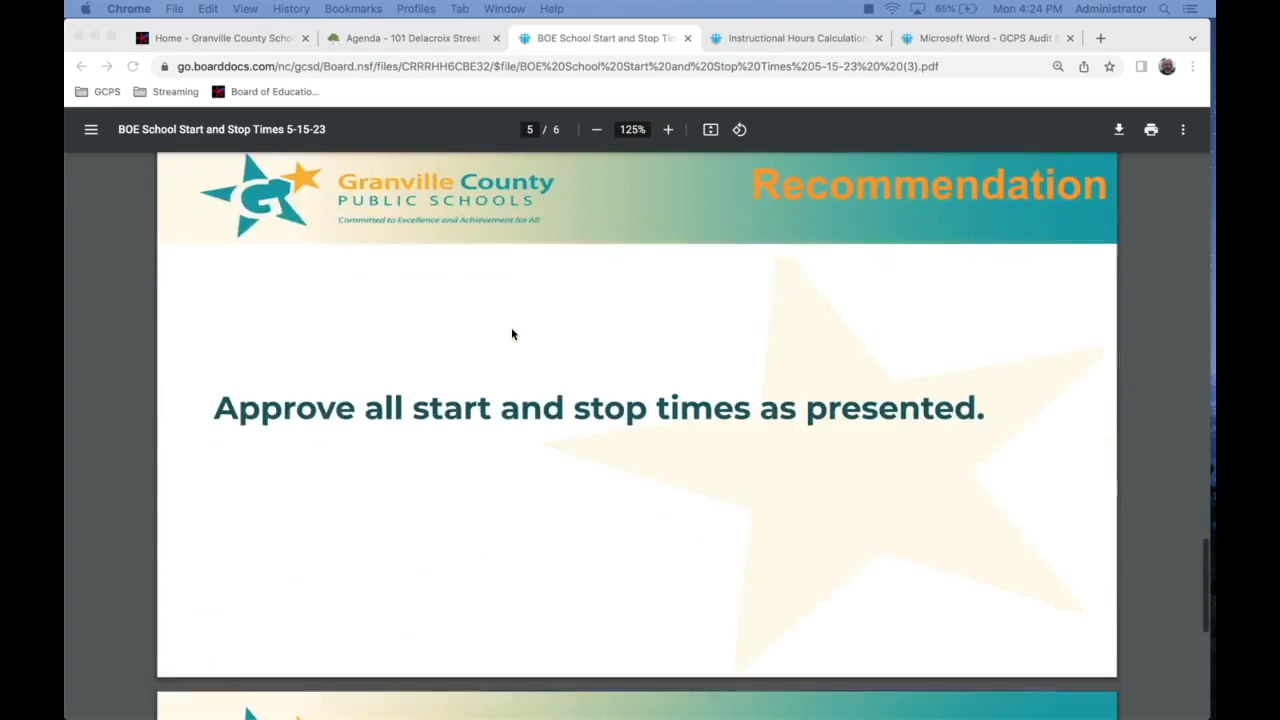 Chrome File Edit View History Bookmarks Profiles Tab Window Help 65% Mon 4:24 PM Administrator
Home - Granville County Scho Agenda - 101 Delacroix Street BOE School Start and Stop Tim Instructional Hours Calculation Microsoft Word - GCPS Audit
go.boarddocs.com/nc/gcsd/Board.nsf/files/CRRRHH6CBE32/$file/BOE%20School%20Start%20and%20Stop%20Times%205-15-23%20%20(3).pdf
GCPS Streaming Board of Educatio...
BOE School Start and Stop Times 5-15-23 5 / 6 125%
Granville County
PUBLIC SCHOOLS
Committed to Excellence and Achievement for All!
Recommendation
Approve all start and stop times as presented.